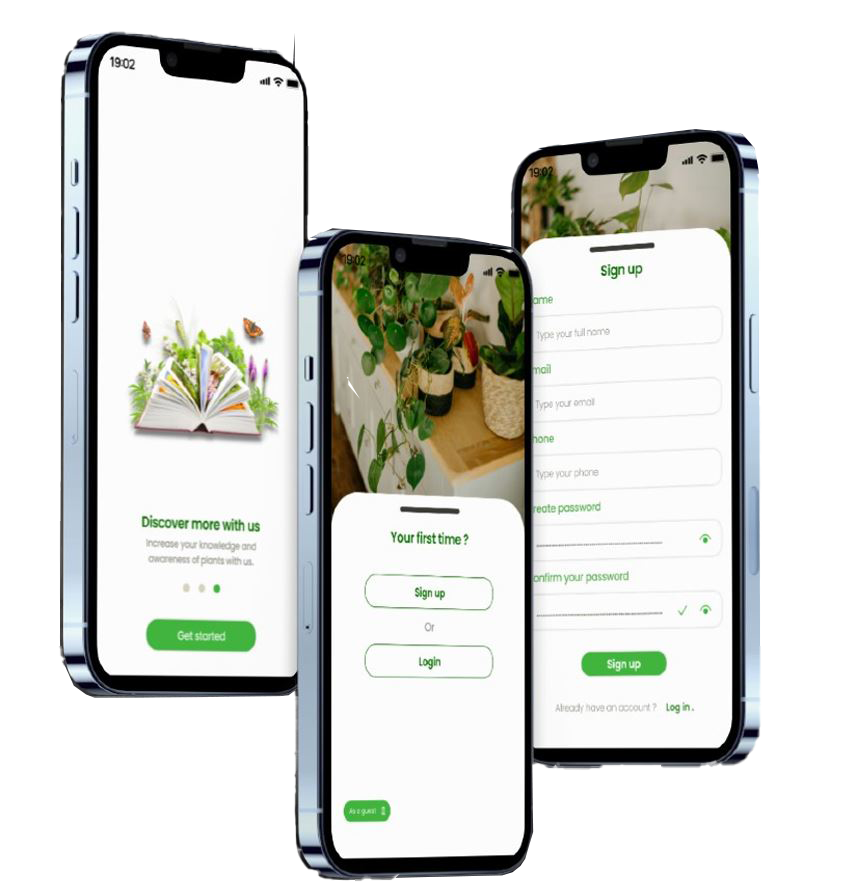 19:02
Discover more with us
Increase your knowledge and
awareness of plants with us.
Get started
19:02
Your first time ?
Sign up
Or
Login
As a guest
19:02
Sign up
ame
Type your full name
mail
Type your email
hone
Type your phone
reate password
onfirm your password
Sign up
Already have an account ? Log in .